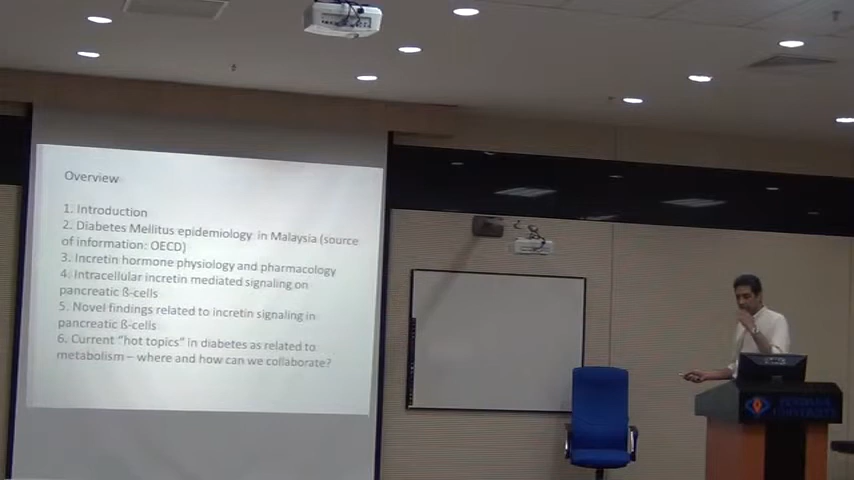 Overview
1. Introduction
2. Diabetes Mellitus epidemiology in Malaysia (source
of information: OECD)
3. Incretin hormone physiology and pharmacology
4. Intracellular incretin mediated signaling on
pancreatic ß-cells
5. Novel findings related to incretin signaling in
pancreatic ß-cells
6. Current "hot topics" in diabetes as related to
metabolism – where and how can we collaborate?
UNIVERSITY